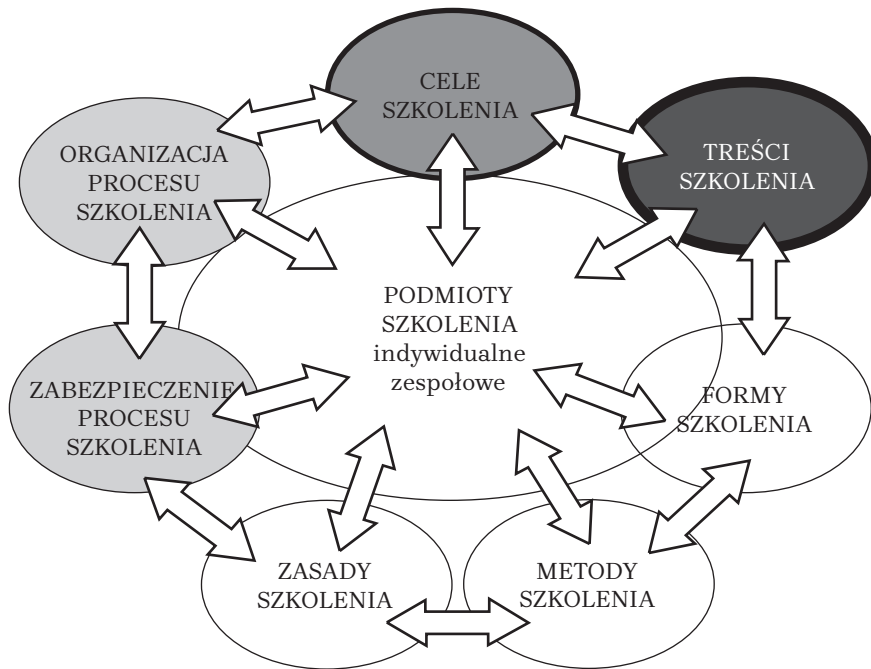 CELE
SZKOLENIA
TREŚCI
SZKOLENIA
ORGANIZACJA
PROCESU
SZKOLENIA
PODMIOTY
SZKOLENIA
indywidualne
zespołowe
ZABEZPIECZENIE
PROCESU
SZKOLENIA
FORMY
SZKOLENIA
ZASADY
SZKOLENIA
METODY
SZKOLENIA